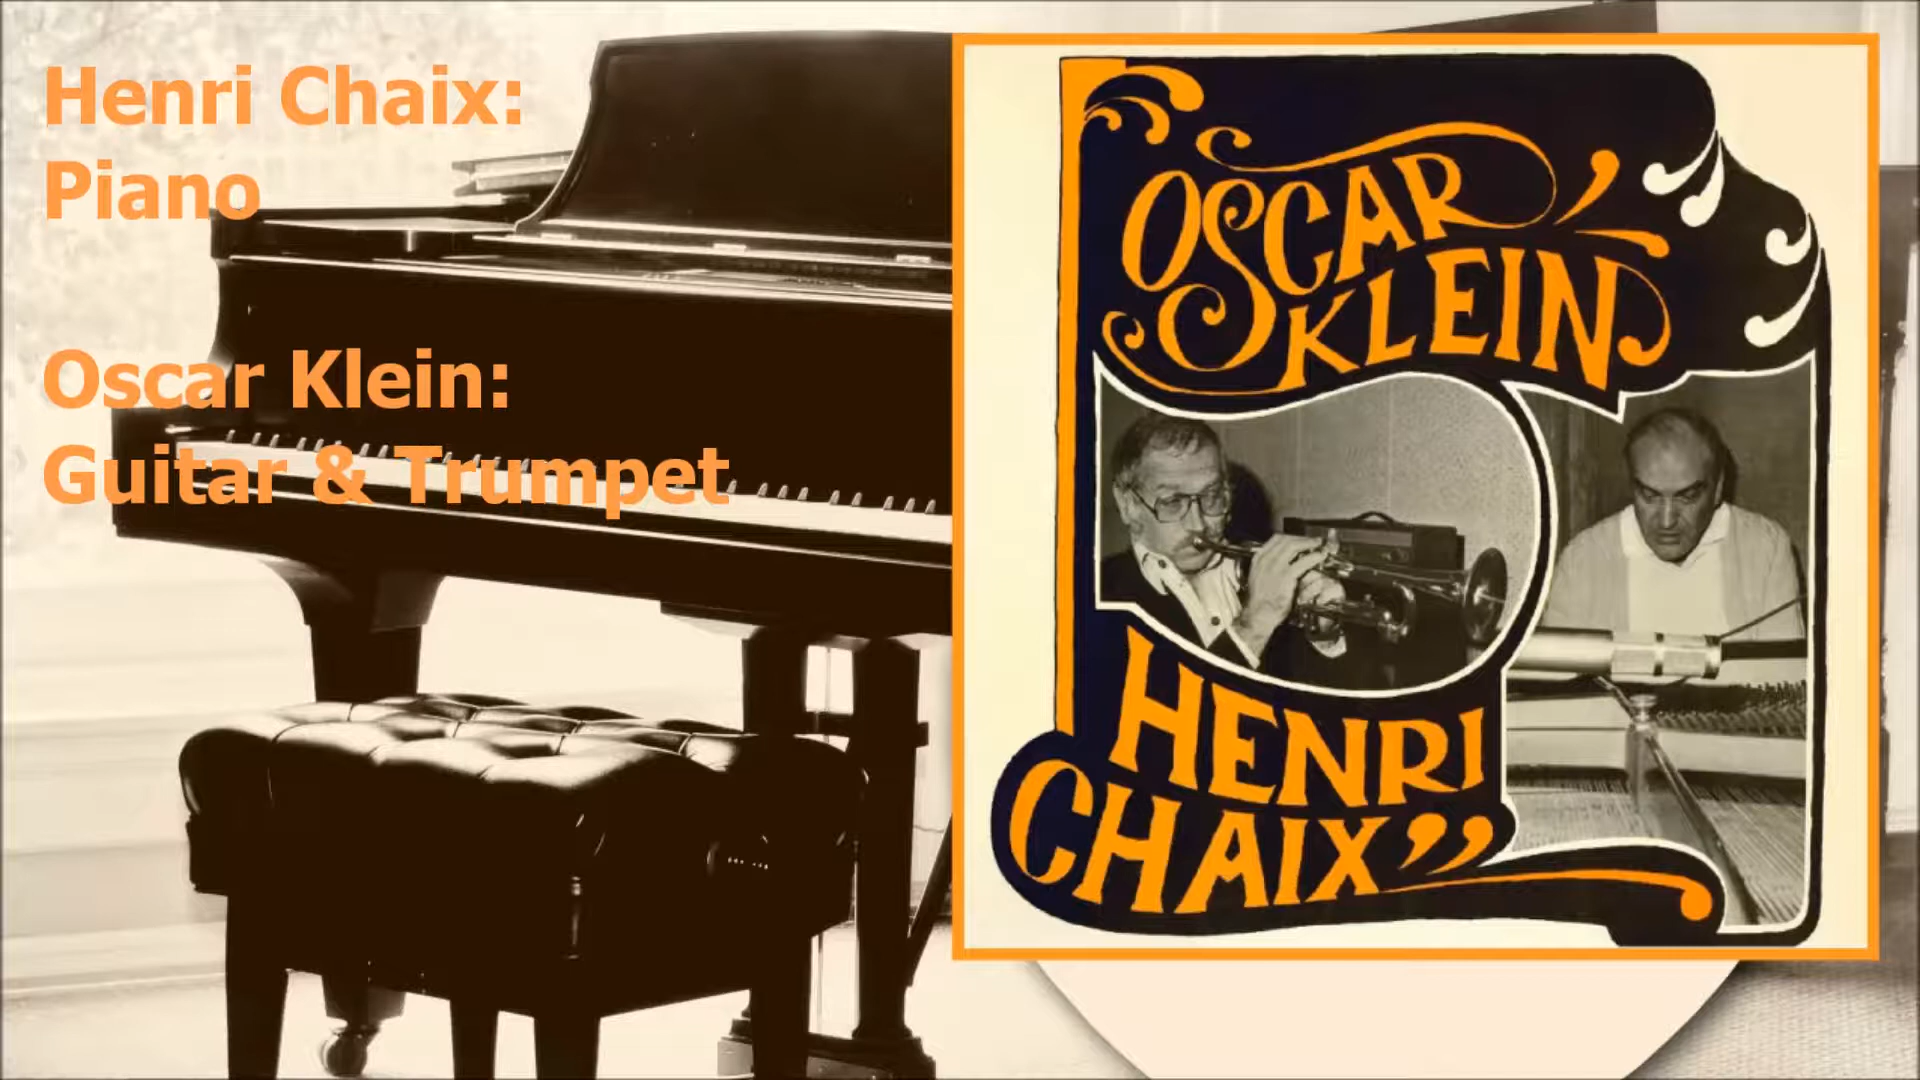 Henri Chaix:
Piano
Oscar Klein:
Guitar & Trumpet
OSCAR
KLEIN
HENRI
CHAIX